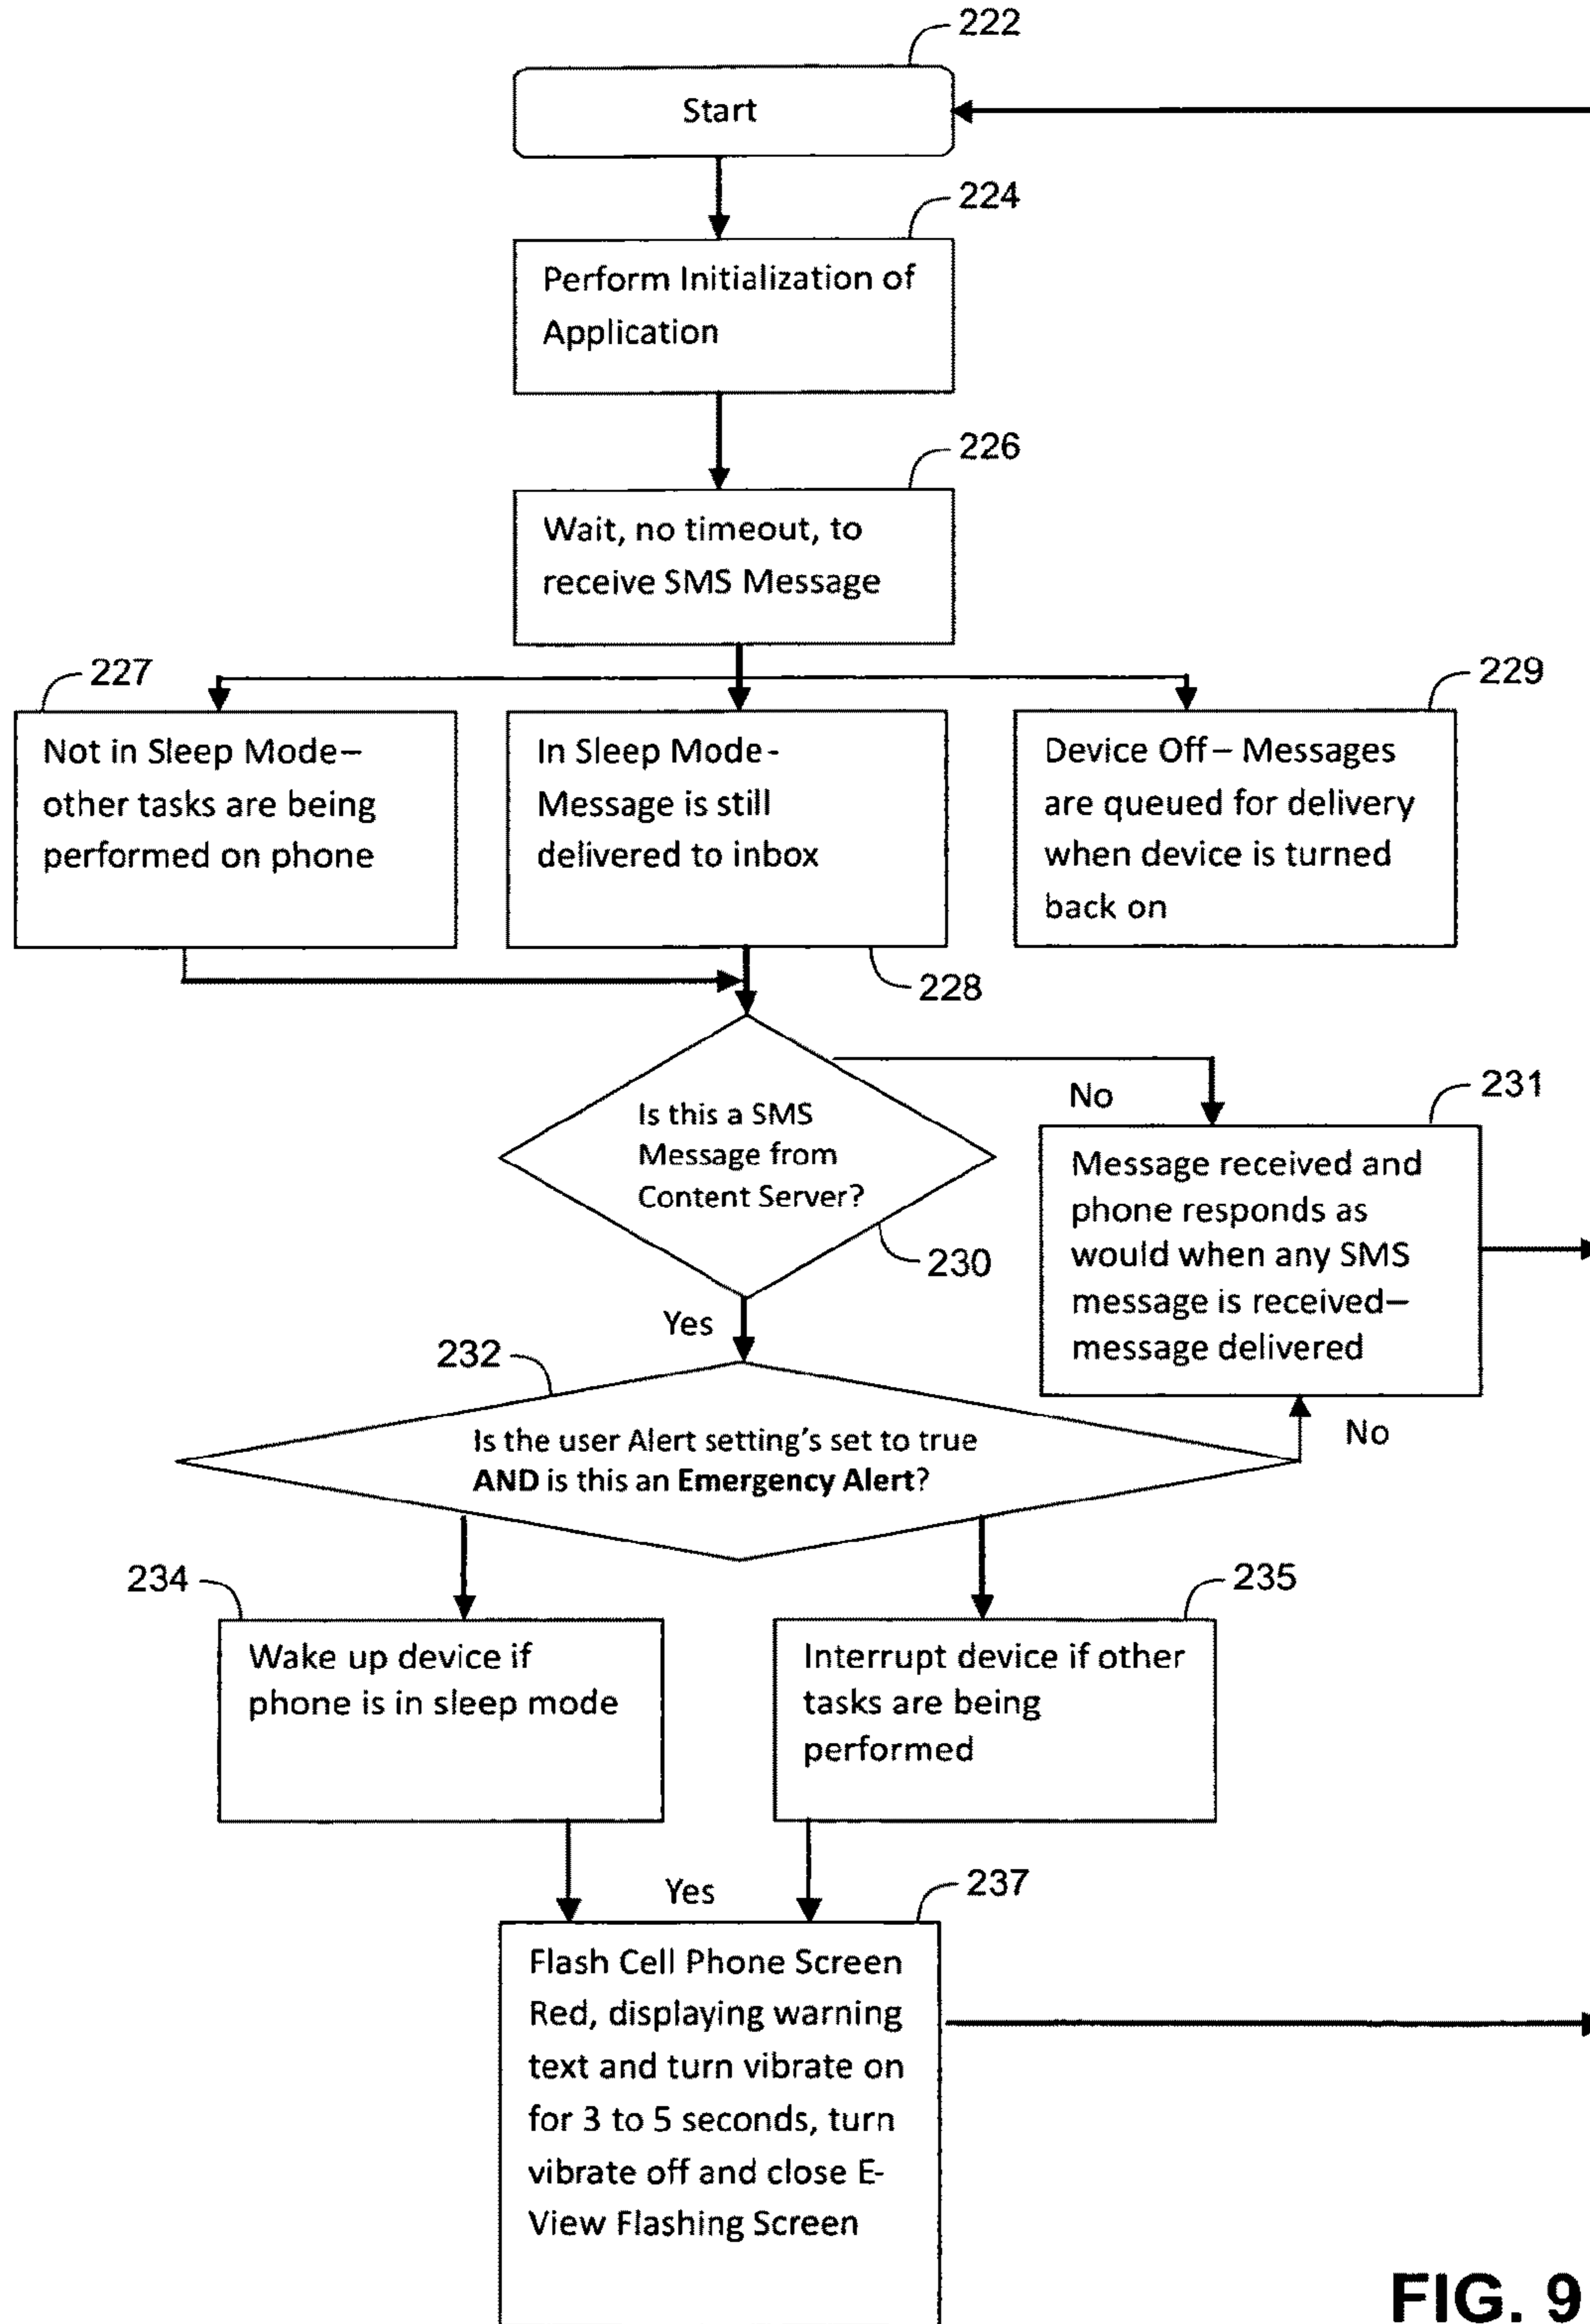 222
Start
224
Perform Initialization of
Application
226
Wait, no timeout, to
receive SMS Message
227
Not in Sleep Mode–
other tasks are being
performed on phone
In Sleep Mode-
Message is still
delivered to inbox
228
229
Device Off – Messages
are queued for delivery
when device is turned
back on
Is this a SMS
Message from
Content Server?
230
No
231
Message received and
phone responds as
would when any SMS
message is received–
message delivered
Yes
232
Is the user Alert setting's set to true
AND is this an Emergency Alert?
No
234
Wake up device if
phone is in sleep mode
235
Interrupt device if other
tasks are being
performed
Yes
237
Flash Cell Phone Screen
Red, displaying warning
text and turn vibrate on
for 3 to 5 seconds, turn
vibrate off and close E-
View Flashing Screen
FIG. 9